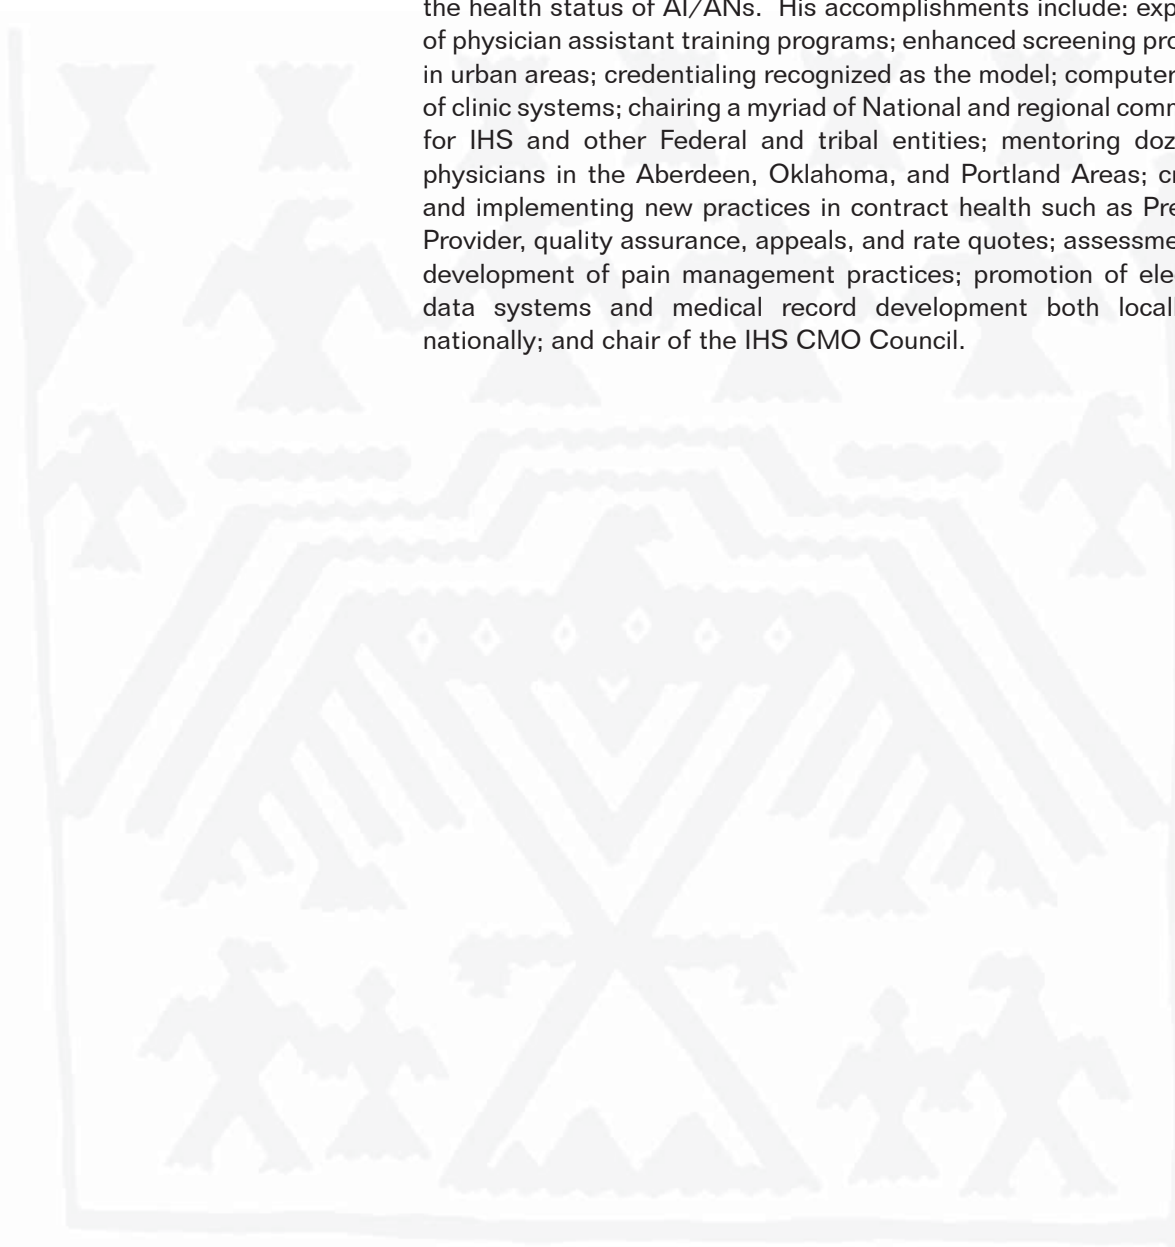 the health status of AI/ANs. His accomplishments include: exp
of physician assistant training programs; enhanced screening pro
in urban areas; credentialing recognized as the model; computer
of clinic systems; chairing a myriad of National and regional com
for IHS and other Federal and tribal entities; mentoring doz
physicians in the Aberdeen, Oklahoma, and Portland Areas; cr
and implementing new practices in contract health such as Pre
Provider, quality assurance, appeals, and rate quotes; assessme
development of pain management practices; promotion of ele
data systems and medical record development both local
nationally; and chair of the IHS CMO Council.